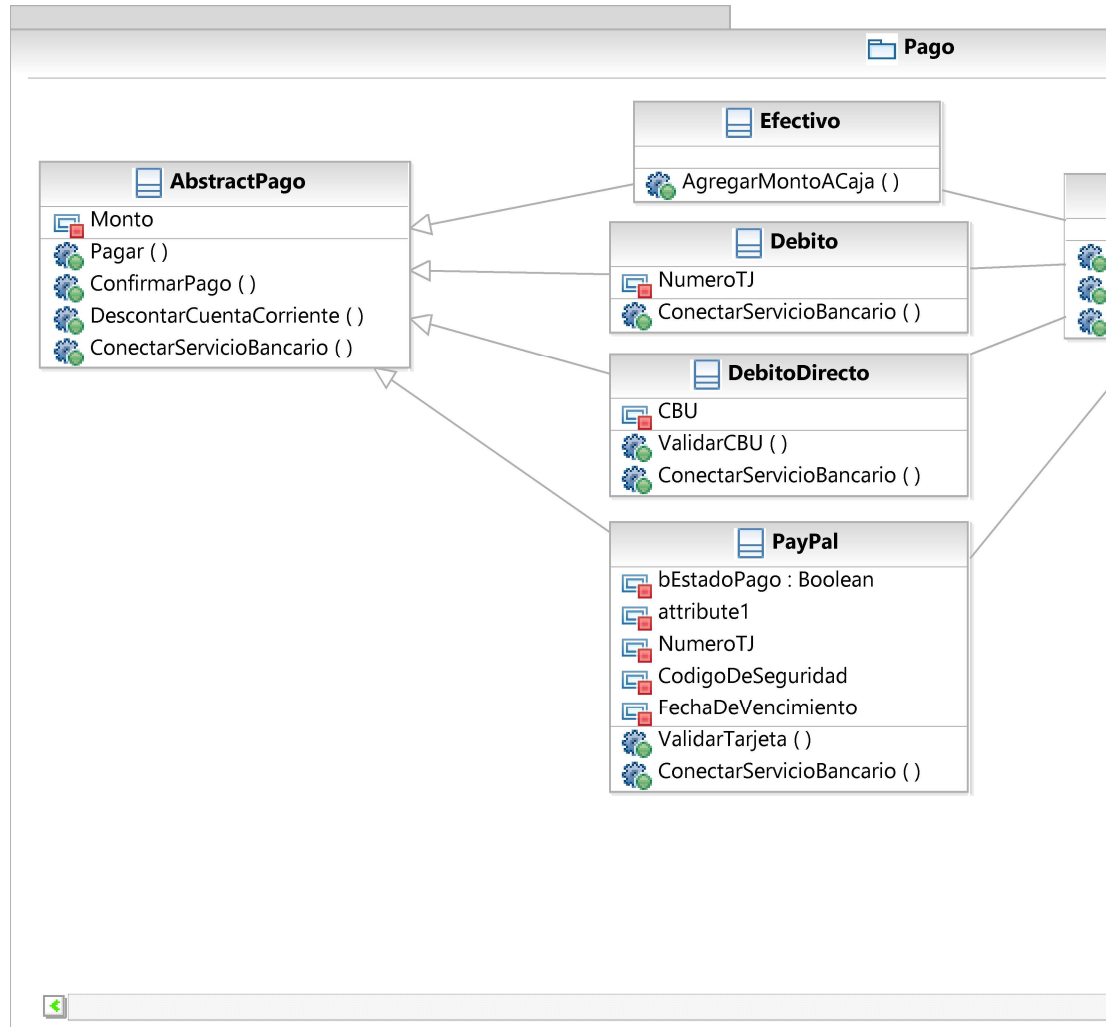 Pago
AbstractPago
Monto
Pagar ( )
ConfirmarPago ( )
DescontarCuentaCorriente ( )
ConectarServicioBancario ( )
Efectivo
AgregarMontoACaja ( )
Debito
NumeroTJ
ConectarServicioBancario ( )
DebitoDirecto
CBU
ValidarCBU ( )
ConectarServicioBancario ( )
PayPal
bEstadoPago : Boolean
attribute1
NumeroTJ
CodigoDeSeguridad
FechaDeVencimiento
ValidarTarjeta ( )
ConectarServicioBancario ( )